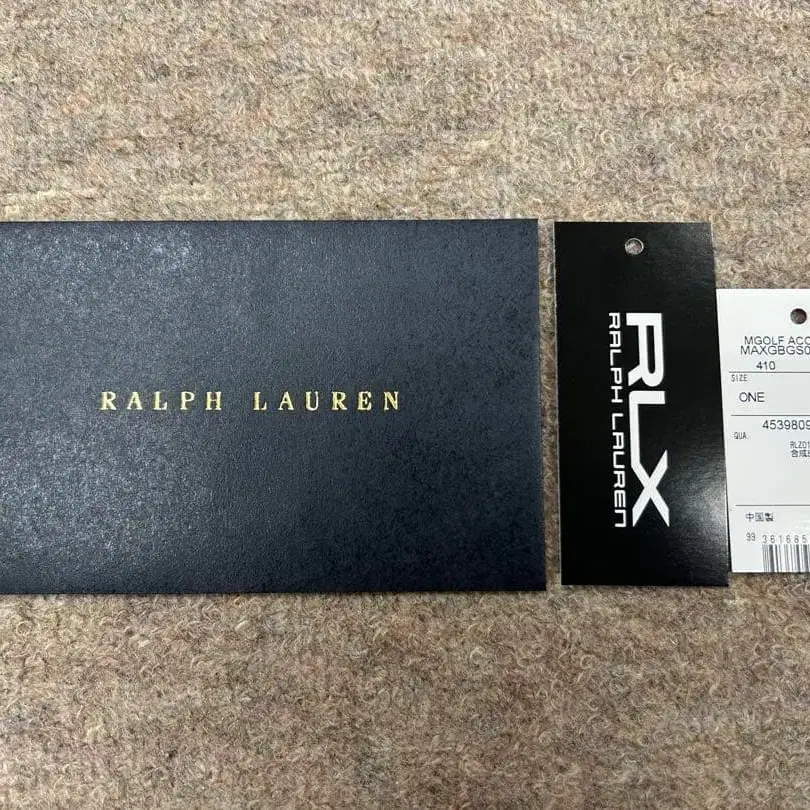 RALPH LAUREN
RLX
RALPH LAUREN
MGOLF ACC
MAXGBGS0
410
SIZE
ONE
4539809
QUA.
RLZ01
合成
中国製
99 361685